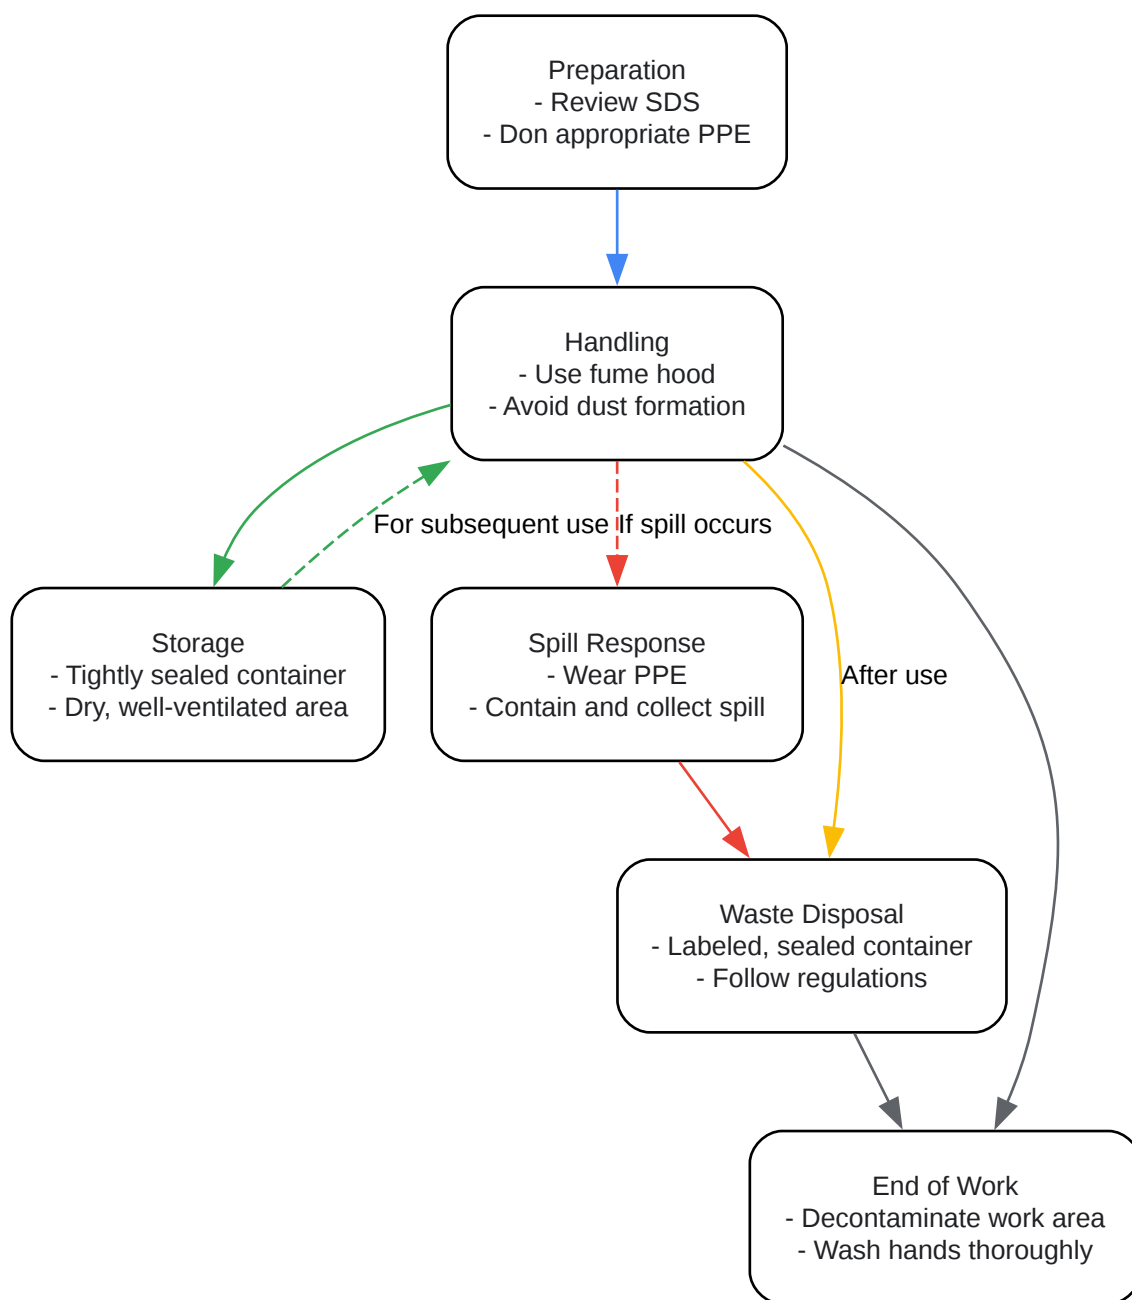 Preparation
- Review SDS
- Don appropriate PPE
Handling
- Use fume hood
- Avoid dust formation
For subsequent use
If spill occurs
Storage
- Tightly sealed container
- Dry, well-ventilated area
Spill Response
- Wear PPE
- Contain and collect spill
After use
Waste Disposal
- Labeled, sealed container
- Follow regulations
End of Work
- Decontaminate work area
- Wash hands thoroughly